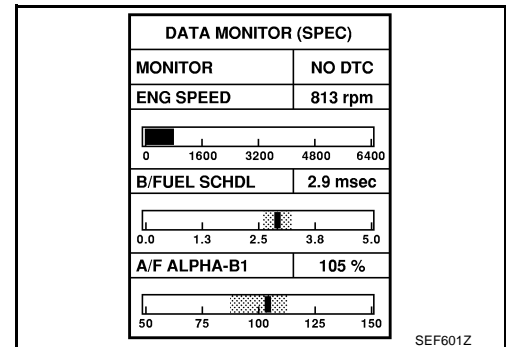 DATA MONITOR (SPEC)
MONITOR NO DTC
ENG SPEED 813 rpm
0 1600 3200 4800 6400
B/FUEL SCHDL 2.9 msec
0.0 1.3 2.5 3.8 5.0
A/F ALPHA-B1 105 %
50 75 100 125 150
SEF601Z